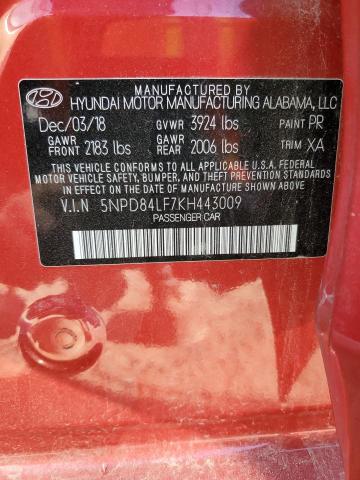 MANUFACTURED BY
HYUNDAI MOTOR MANUFACTURING ALABAMA, LLC
Dec/03/18 GVWR 3924 lbs PAINT PR
GAWR FRONT 2183 lbs GAWR REAR 2006 lbs TRIM XA
THIS VEHICLE CONFORMS TO ALL APPLICABLE U.S.A. FEDERAL
MOTOR VEHICLE SAFETY, BUMPER, AND THEFT PREVENTION
STANDARDS IN EFFECT ON THE DATE OF MANUFACTURE SHOWN ABOVE.
V.I.N 5NPD84LF7KH443009
PASSENGER CAR